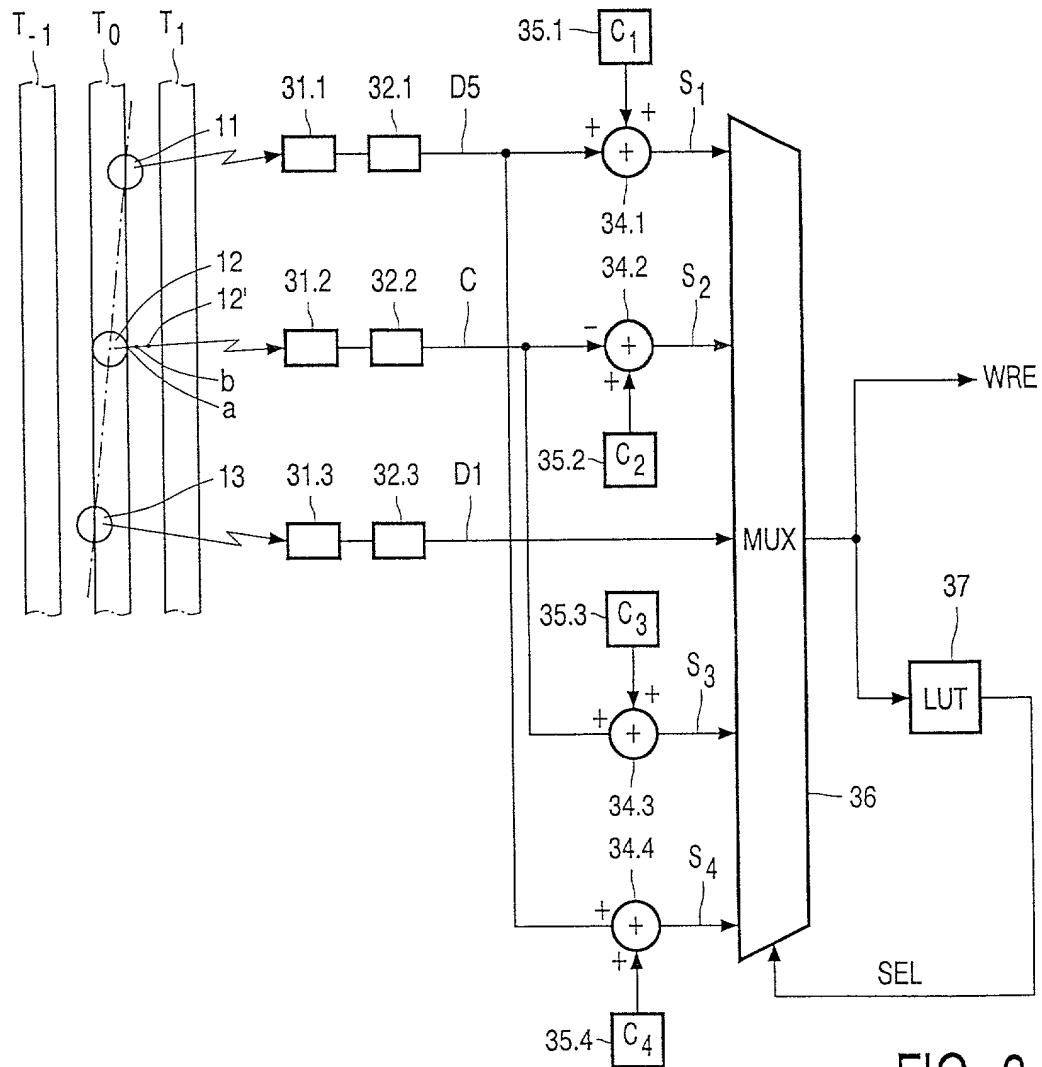 T-1 T0 T1
35.1 C1
11 31.1 32.1 D5 + + + S1
34.1
12 12' 31.2 32.2 C 34.2 - + + S2
b
a
WRE
35.2 C2
13 31.3 32.3 D1
MUX
35.3 C3
37
LUT
+ + + S3
34.3
36
34.4
+ + + S4
SEL
35.4 C4